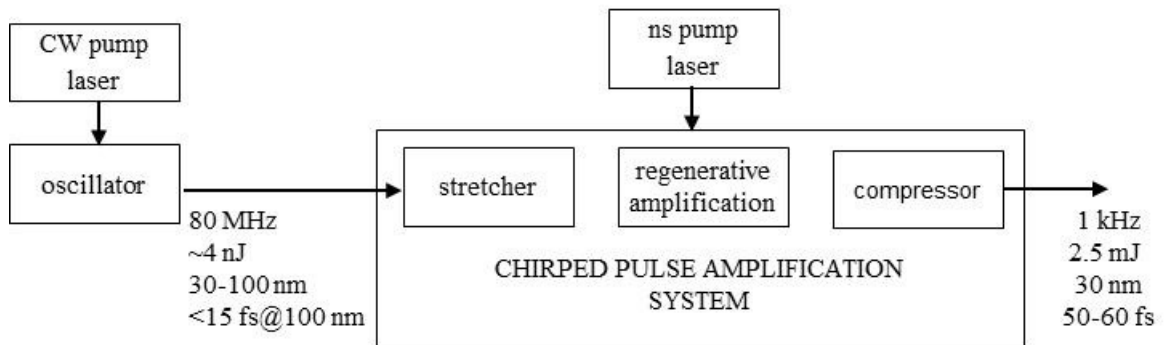 CW pump
laser
ns pump
laser
oscillator
stretcher
regenerative
amplification
compressor
80 MHz
~4 nJ
30-100 nm
<15 fs@100 nm
CHIRPED PULSE AMPLIFICATION
SYSTEM
1 kHz
2.5 mJ
30 nm
50-60 fs